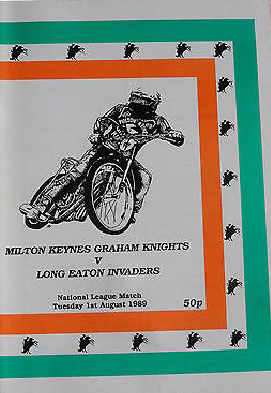 MILTON KEYNES GRAHAM KNIGHTS
V
LONG EATON INVADERS
National League Match
Tuesday 1st August 1989
50p